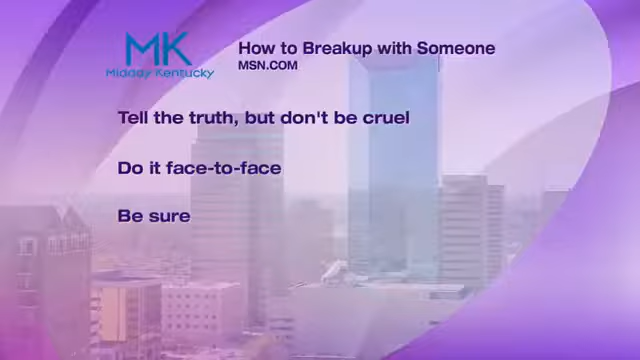 MK
Midday Kentucky
How to Breakup with Someone
MSN.COM
Tell the truth, but don't be cruel
Do it face-to-face
Be sure